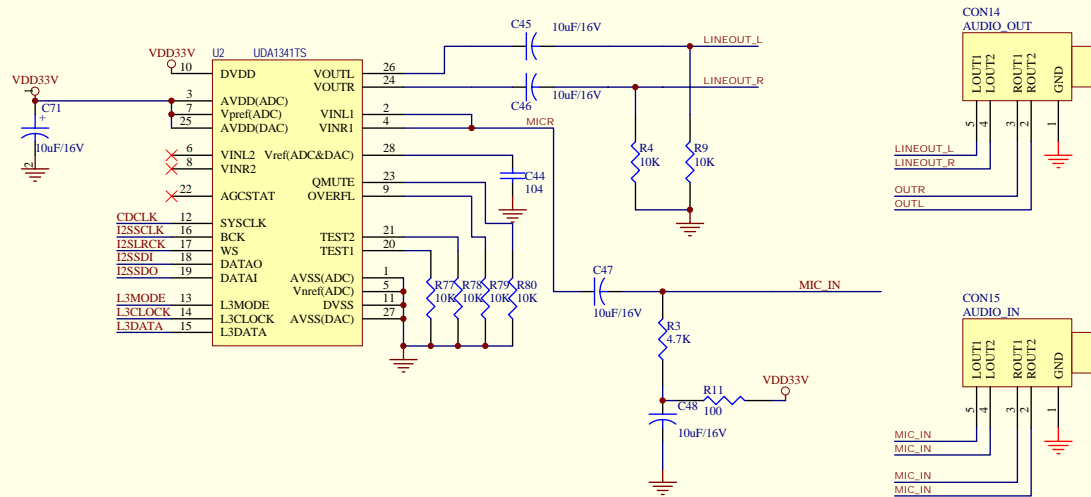 CON14
AUDIO_OUT
C45
10uF/16V
LINEOUT_L
U2 UDA1341TS
VDD33V
10 DVDD VOUTL 26
VOUTR 24
LINEOUT_R
C46
10uF/16V
LOUT1
LOUT2
ROUT1
ROUT2
GND
5
4
3
2
1
VDD33V
1
C71
+
10uF/16V
2
3 AVDD(ADC)
7 Vpref(ADC) VINL1 2
25 AVDD(DAC) VINR1 4
MICR
6 VINL2 Vref(ADC&DAC) 28
8 VINR2
C44
104
R4
10K
R9
10K
LINEOUT_L
LINEOUT_R
OUTR
OUTL
QMUTE 23
22 AGCSTAT OVERFL 9
CDCLK 12 SYSCLK
I2SSCLK 16 BCK TEST2 21
I2SLRCK 17 WS TEST1 20
I2SSDI 18 DATAO
I2SSDO 19 DATAI AVSS(ADC) 1
Vnref(ADC) 5
L3MODE 13 L3MODE DVSS 11
L3CLOCK 14 L3CLOCK AVSS(DAC) 27
L3DATA 15 L3DATA
R77
10K
R78
10K
R79
10K
R80
10K
C47
10uF/16V
MIC_IN
R3
4.7K
R11
100
VDD33V
C48
10uF/16V
CON15
AUDIO_IN
LOUT1
LOUT2
ROUT1
ROUT2
GND
5
4
3
2
1
MIC_IN
MIC_IN
MIC_IN
MIC_IN